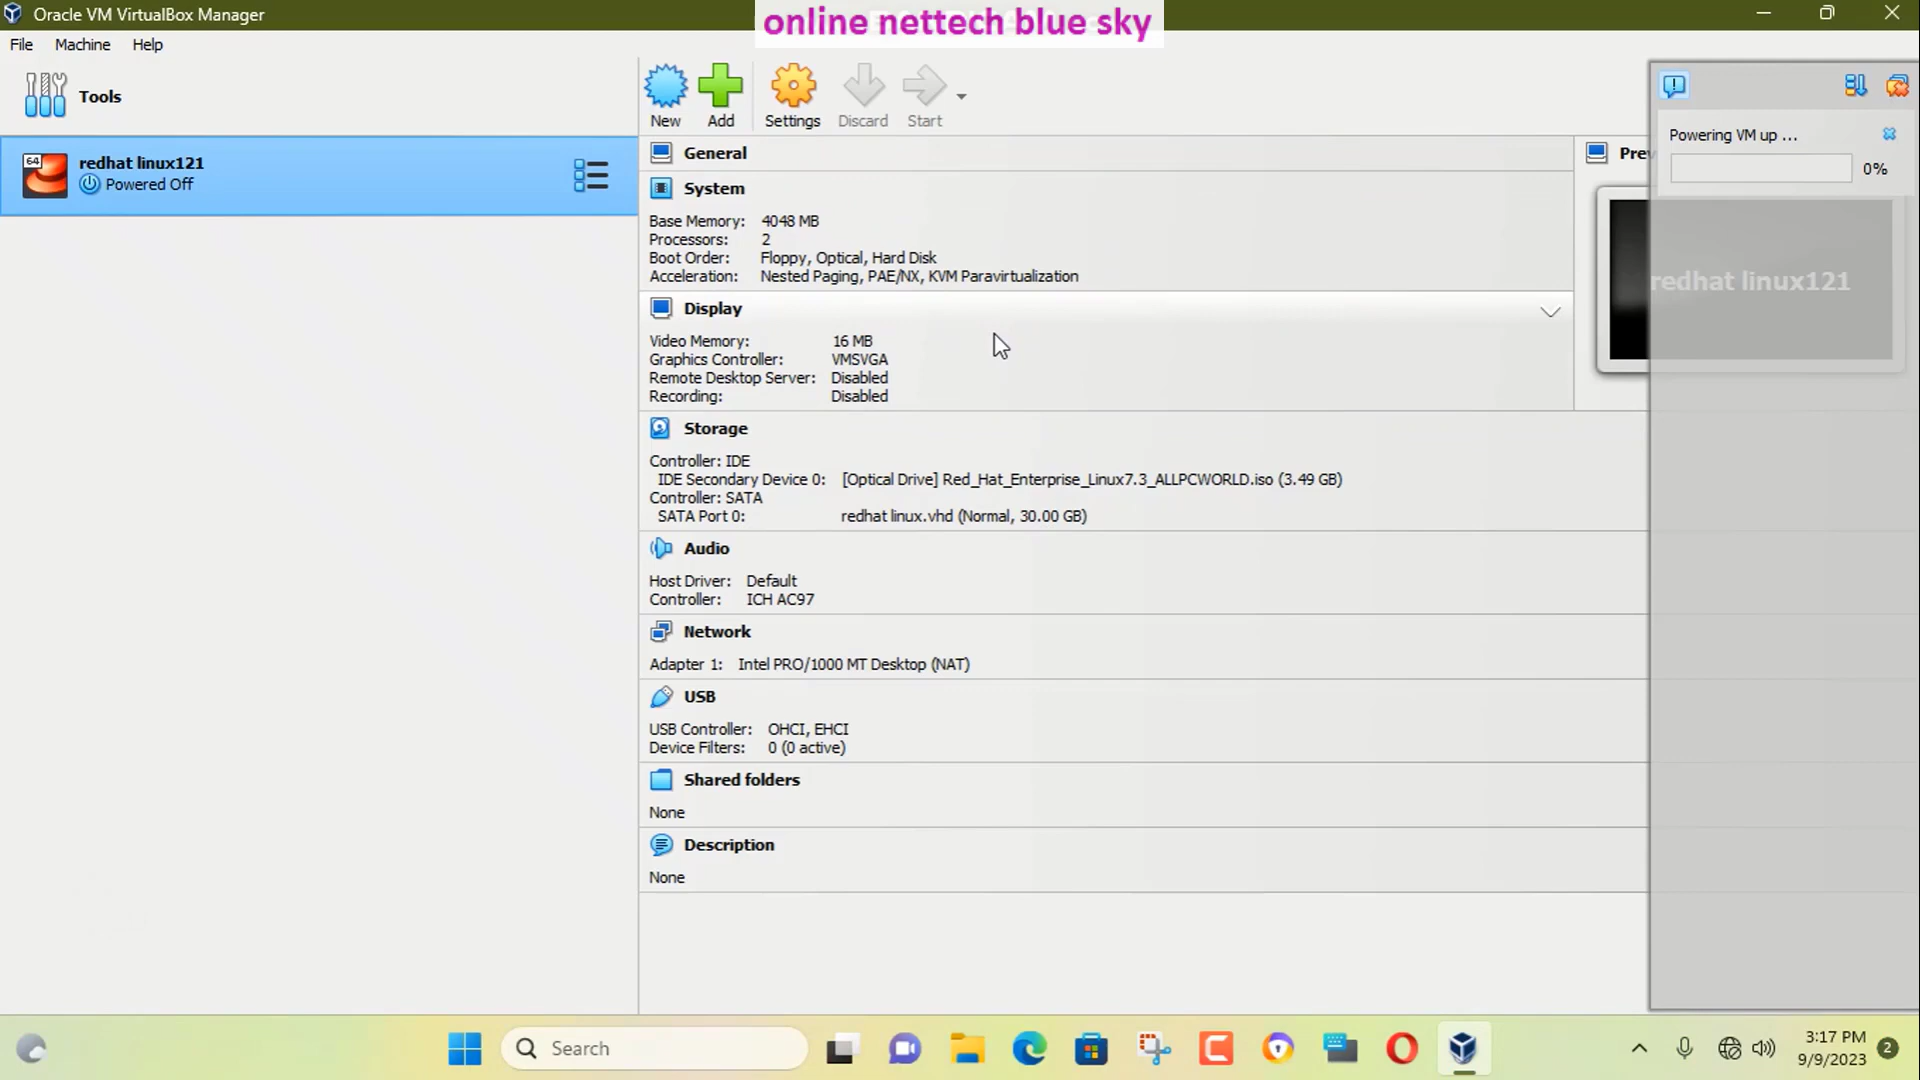 Oracle VM VirtualBox Manager
online nettech blue sky
File Machine Help
Tools
New Add Settings Discard Start
64
redhat linux121
Powered Off
General
System
Base Memory: 4048 MB
Processors: 2
Boot Order: Floppy, Optical, Hard Disk
Acceleration: Nested Paging, PAE/NX, KVM Paravirtualization
Display
Video Memory: 16 MB
Graphics Controller: VMSVGA
Remote Desktop Server: Disabled
Recording: Disabled
Storage
Controller: IDE
IDE Secondary Device 0: [Optical Drive] Red_Hat_Enterprise_Linux7.3_ALLPCWORLD.iso (3.49 GB)
Controller: SATA
SATA Port 0: redhat linux.vhd (Normal, 30.00 GB)
Audio
Host Driver: Default
Controller: ICH AC97
Network
Adapter 1: Intel PRO/1000 MT Desktop (NAT)
USB
USB Controller: OHCI, EHCI
Device Filters: 0 (0 active)
Shared folders
None
Description
None
Prev
Powering VM up ...
0%
redhat linux121
Search
3:17 PM
9/9/2023
2